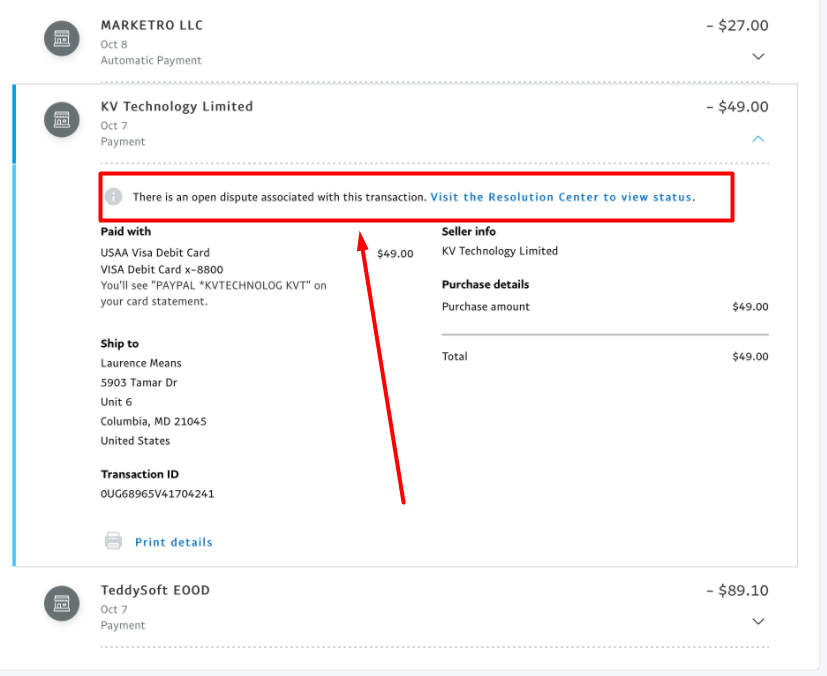 MARKETRO LLC
- $27.00
Oct 8
Automatic Payment
KV Technology Limited
- $49.00
Oct 7
Payment
There is an open dispute associated with this transaction. Visit the Resolution Center to view status.
Paid with
USAA Visa Debit Card
$49.00
VISA Debit Card x-8800
You'll see "PAYPAL *KVTECHNOLOG KVT" on
your card statement.
Ship to
Laurence Means
5903 Tamar Dr
Unit 6
Columbia, MD 21045
United States
Transaction ID
0UG68965V41704241
Print details
Seller info
KV Technology Limited
Purchase details
Purchase amount
$49.00
Total
$49.00
TeddySoft EOOD
- $89.10
Oct 7
Payment